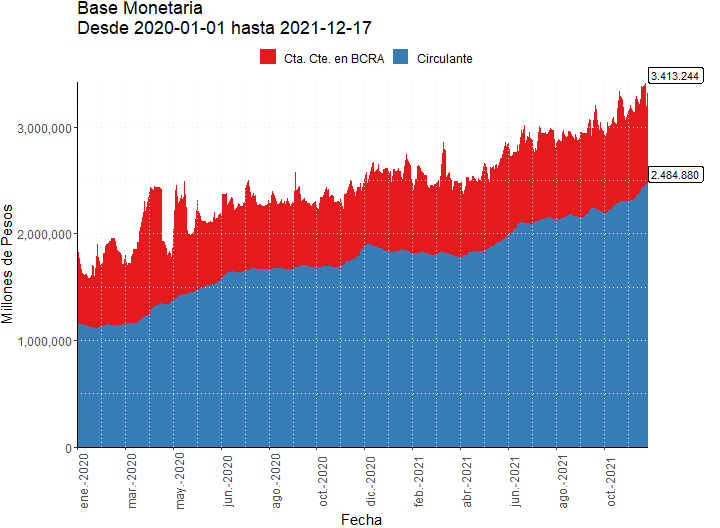 Base Monetaria
Desde 2020-01-01 hasta 2021-12-17
Cta. Cte. en BCRA Circulante
3.413.244
2.484.880
3,000,000
2,000,000
1,000,000
0
Millones de Pesos
ene.-2020 mar.-2020 may.-2020 jun.-2020 ago.-2020 oct.-2020 dic.-2020 feb.-2021 abr.-2021 jun.-2021 ago.-2021 oct.-2021
Fecha